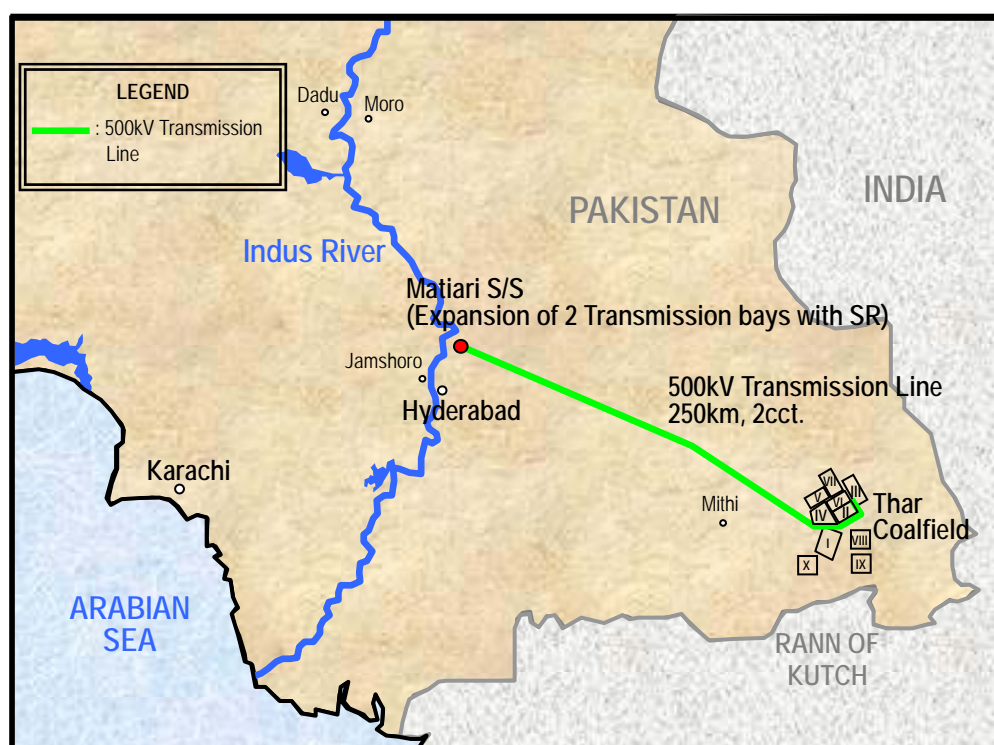 LEGEND
: 500kV Transmission
Line
Dadu
Moro
INDIA
PAKISTAN
Indus River
Matiari S/S
(Expansion of 2 Transmission bays with SR)
Jamshoro
Hyderabad
500kV Transmission Line
250km, 2cct.
Karachi
Mithi
VII
III
V
VI
IV
II
Thar
Coalfield
I
VIII
X
IX
ARABIAN
SEA
RANN OF
KUTCH